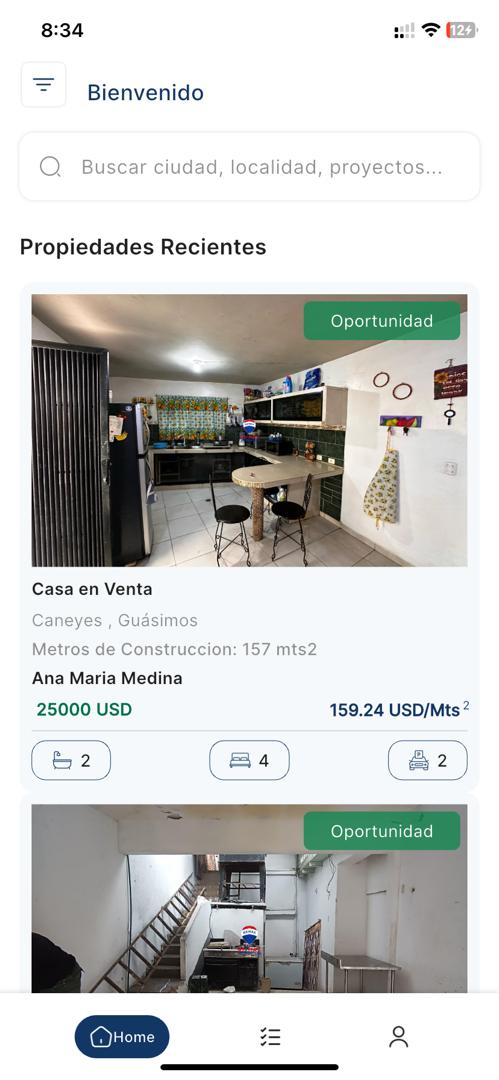 8:34
12
Bienvenido
Buscar ciudad, localidad, proyectos...
Propiedades Recientes
Oportunidad
Casa en Venta
Caneyes , Guásimos
Metros de Construccion: 157 mts2
Ana Maria Medina
25000 USD
159.24 USD/Mts 2
2
4
2
Oportunidad
Home